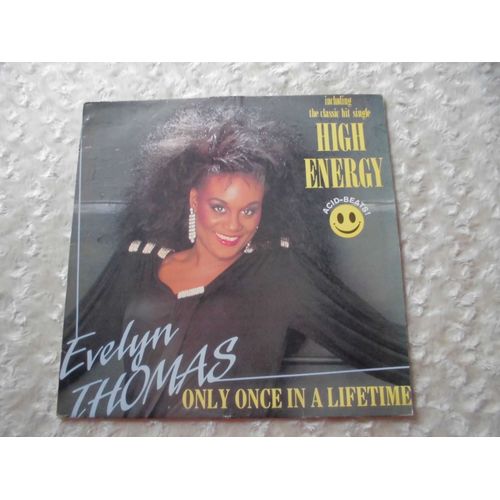 including
the classic hit single
HIGH
ENERGY
ACID-BEATS!
Evelyn
THOMAS
ONLY ONCE IN A LIFETIME